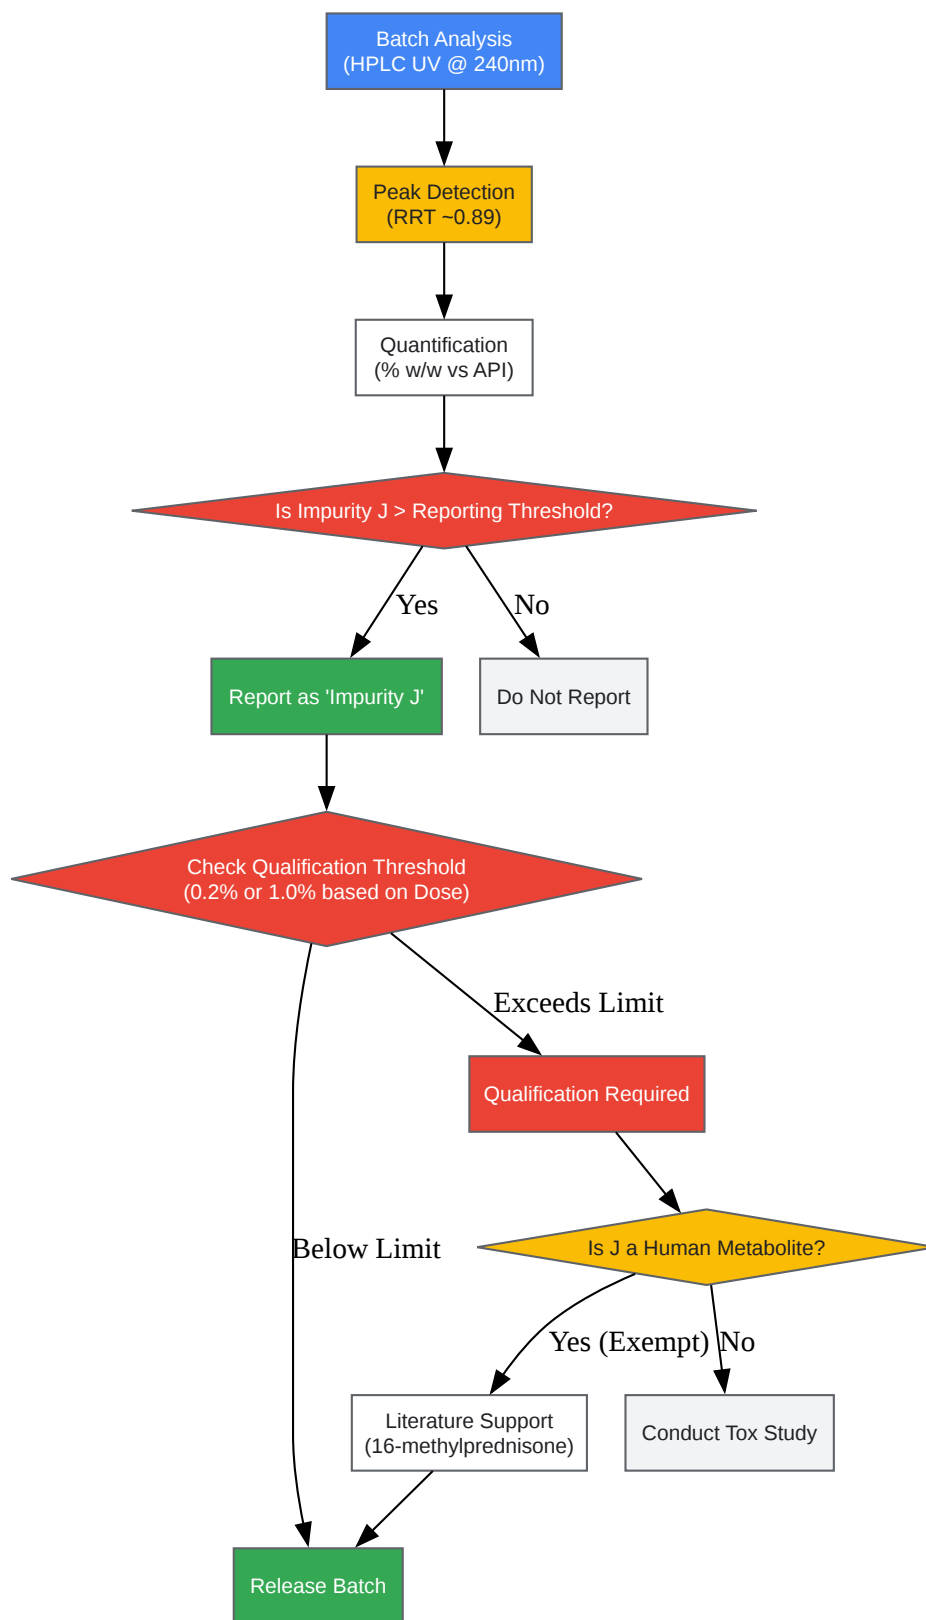 Batch Analysis
(HPLC UV @ 240nm)
Peak Detection
(RRT ~0.89)
Quantification
(% w/w vs API)
Is Impurity J > Reporting Threshold?
Yes
No
Report as 'Impurity J'
Do Not Report
Check Qualification Threshold
(0.2% or 1.0% based on Dose)
Exceeds Limit
Qualification Required
Below Limit
Is J a Human Metabolite?
Yes (Exempt)
No
Literature Support
(16-methylprednisone)
Conduct Tox Study
Release Batch